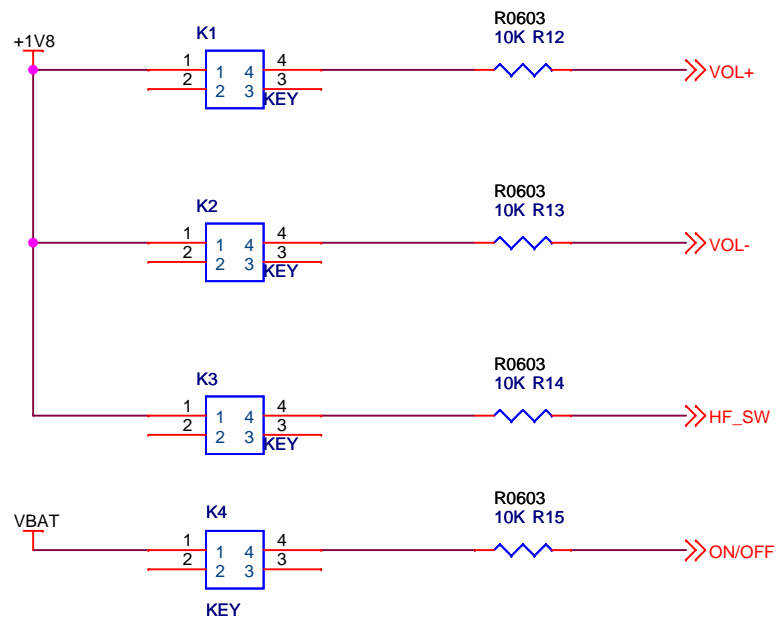 R0603
K1
10K R12
+1V8
1 1 4 4 VOL+
2 2 3 3
KEY
R0603
K2
10K R13
1 1 4 4 VOL-
2 2 3 3
KEY
R0603
K3
10K R14
1 1 4 4 HF_SW
2 2 3 3
KEY
R0603
K4
10K R15
VBAT
1 1 4 4 ON/OFF
2 2 3 3
KEY